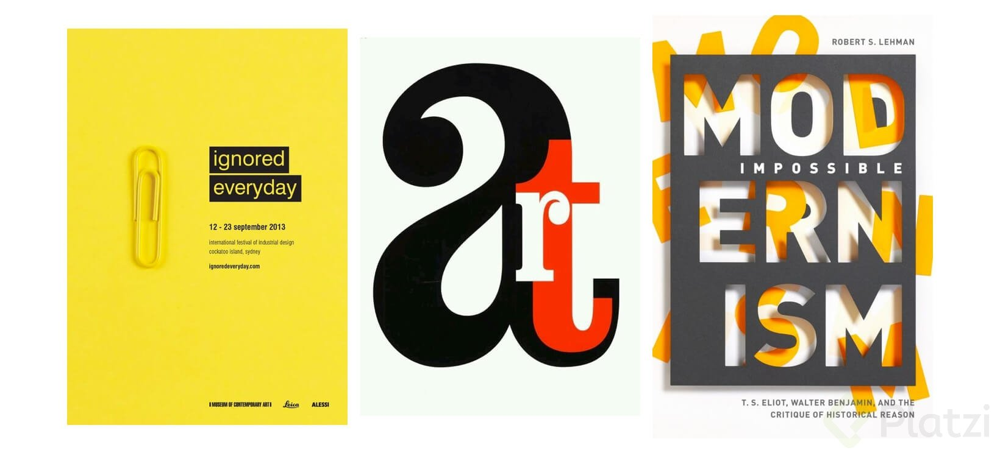 ignored
everyday
12 - 23 september 2013
international festival of industrial design
cockatoo island, sydney
ignoredeveryday.com
MUSEUM OF CONTEMPORARY ART
Leica
ALESSI
art
ROBERT S. LEHMAN
MOD
IMPOSSIBLE
ERN
ISM
T. S. ELIOT, WALTER BENJAMIN, AND THE
CRITIQUE OF HISTORICAL REASON
Platzi